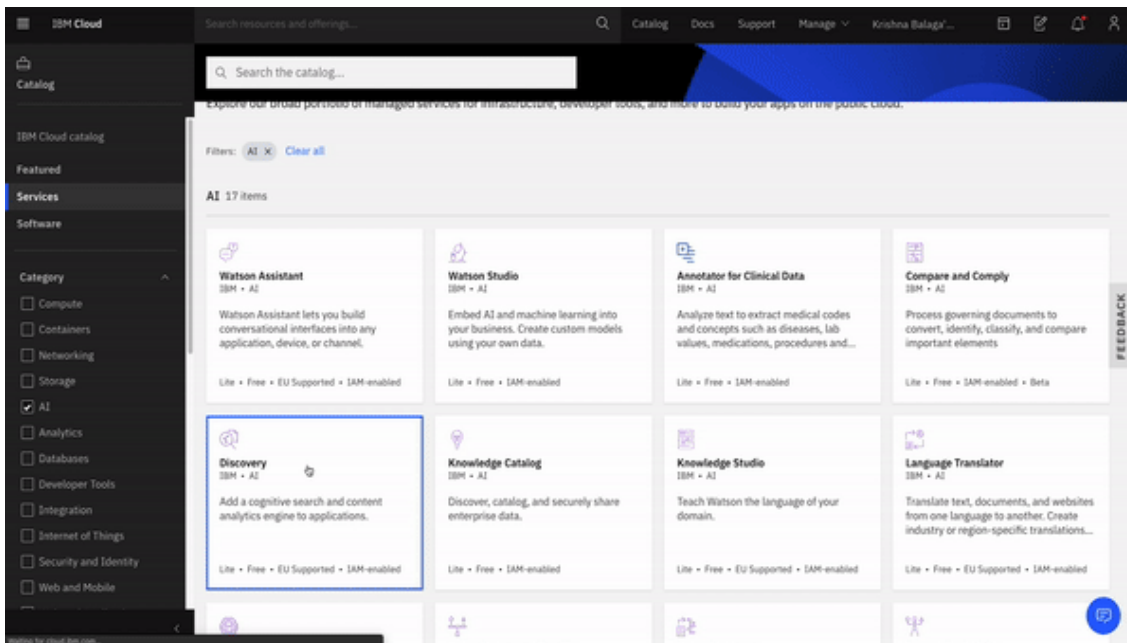 IBM Cloud
Search resources and offerings...
Catalog
Docs
Support
Manage
Krishna Balaga'...
Catalog
Search the catalog...
Explore our broad portfolio of managed services for infrastructure, developer tools, and more to build your apps on the public cloud.
IBM Cloud catalog
Featured
Services
Software
Filters: AI × Clear all
AI 17 items
Category
Compute
Containers
Networking
Storage
AI
Analytics
Databases
Developer Tools
Integration
Internet of Things
Security and Identity
Web and Mobile
Watson Assistant
IBM • AI
Watson Assistant lets you build
conversational interfaces into any
application, device, or channel.
Lite • Free • EU Supported • IAM-enabled
Watson Studio
IBM • AI
Embed AI and machine learning into
your business. Create custom models
using your own data.
Lite • Free • IAM-enabled
Annotator for Clinical Data
IBM • AI
Analyze text to extract medical codes
and concepts such as diseases, lab
values, medications, procedures and...
Lite • Free • IAM-enabled
Compare and Comply
IBM • AI
Process governing documents to
convert, identify, classify, and compare
important elements
Lite • Free • IAM-enabled • Beta
Discovery
IBM • AI
Add a cognitive search and content
analytics engine to applications.
Lite • Free • EU Supported • IAM-enabled
Knowledge Catalog
IBM • AI
Discover, catalog, and securely share
enterprise data.
Lite • Free • IAM-enabled
Knowledge Studio
IBM • AI
Teach Watson the language of your
domain.
Lite • Free • EU Supported • IAM-enabled
Language Translator
IBM • AI
Translate text, documents, and websites
from one language to another. Create
industry or region-specific translations...
Lite • Free • EU Supported • IAM-enabled
FEEDBACK
Waiting for cloud.ibm.com...